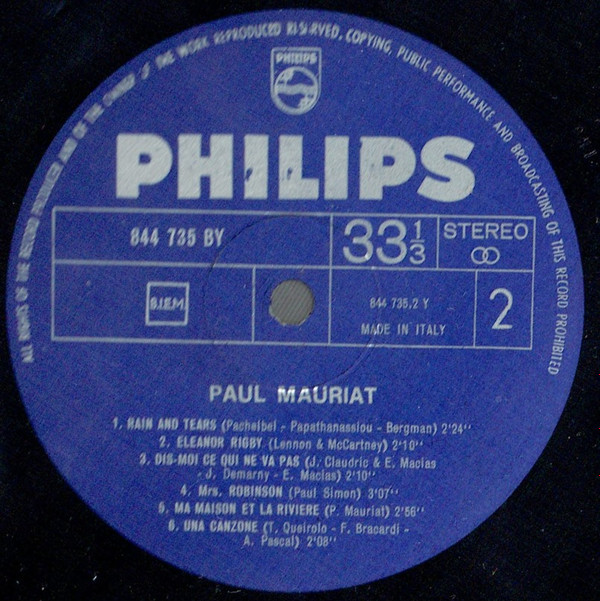 ALL RIGHTS OF THE RECORD PRODUCER AND OF THE OWNER OF THE WORK REPRODUCED RESERVED, COPYING, PUBLIC PERFORMANCE AND BROADCASTING OF THIS RECORD PROHIBITED
PHILIPS
PHILIPS
844 735 BY
33 1/3
STEREO
B.I.E.M.
844 735.2 Y
MADE IN ITALY
2
PAUL MAURIAT
1. RAIN AND TEARS (Pachelbel - Papathanassiou - Bergman) 2'24''
2. ELEANOR RIGBY (Lennon & McCartney) 2'10''
3. DIS-MOI CE QUI NE VA PAS (J. Claudric & E. Macias
- J. Demarny - E. Macias) 2'10''
4. Mrs. ROBINSON (Paul Simon) 3'07''
5. MA MAISON ET LA RIVIERE (P. Mauriat) 2'56''
6. UNA CANZONE (T. Queirolo - F. Bracardi -
A. Pascal) 2'08''